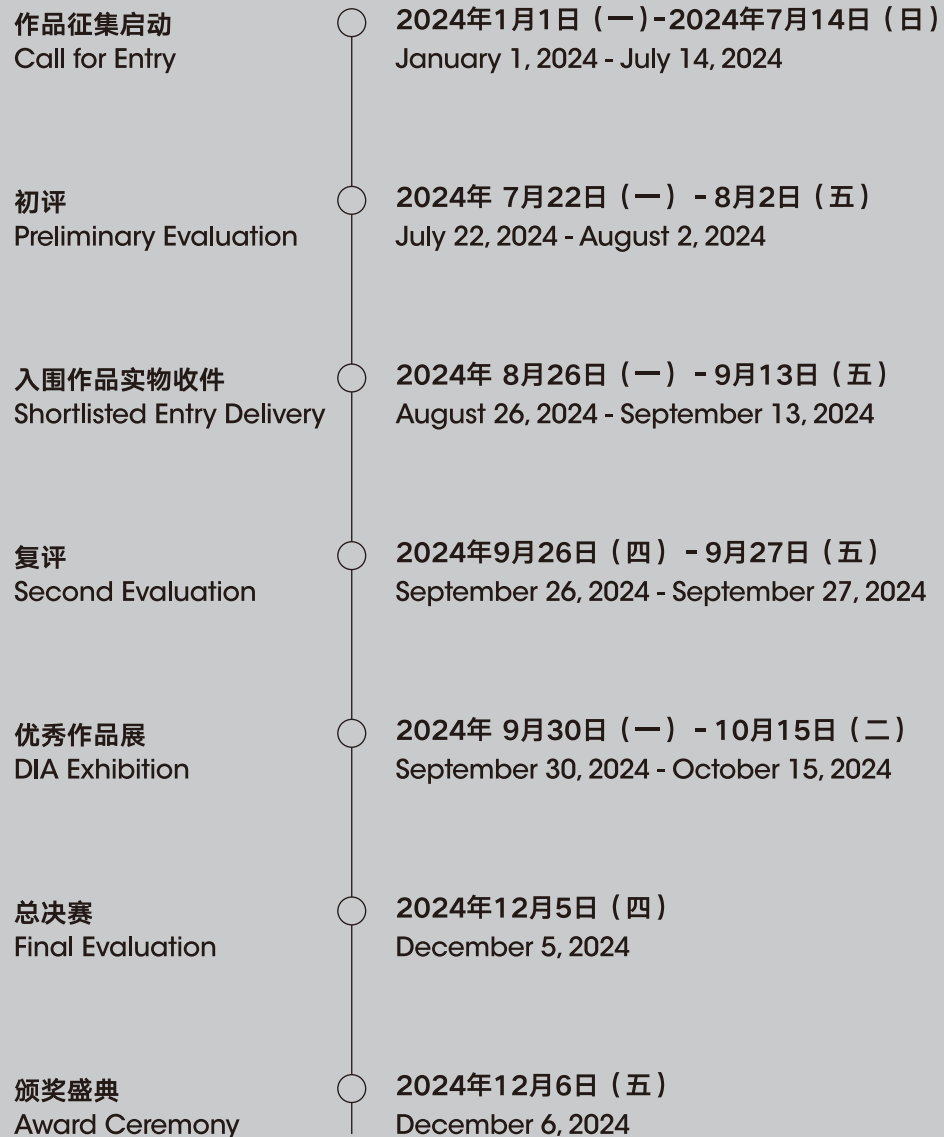 作品征集启动
Call for Entry
2024年1月1日（一）-2024年7月14日（日）
January 1, 2024 - July 14, 2024
初评
Preliminary Evaluation
2024年 7月22日（一） - 8月2日（五）
July 22, 2024 - August 2, 2024
入围作品实物收件
Shortlisted Entry Delivery
2024年 8月26日（一） - 9月13日（五）
August 26, 2024 - September 13, 2024
复评
Second Evaluation
2024年9月26日（四） - 9月27日（五）
September 26, 2024 - September 27, 2024
优秀作品展
DIA Exhibition
2024年 9月30日（一） - 10月15日（二）
September 30, 2024 - October 15, 2024
总决赛
Final Evaluation
2024年12月5日（四）
December 5, 2024
颁奖盛典
Award Ceremony
2024年12月6日（五）
December 6, 2024